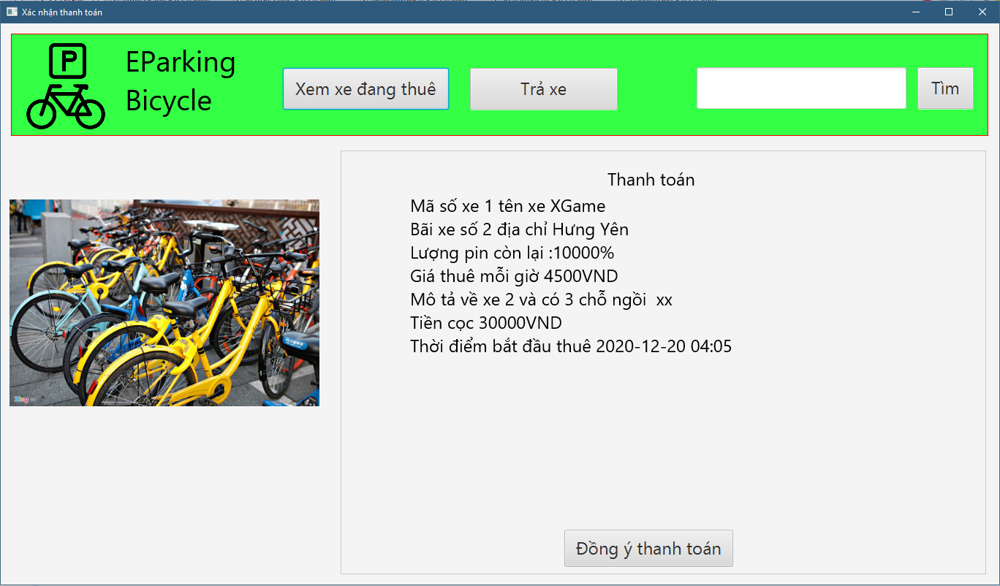 Xác nhận thanh toán
P
EParking
Bicycle
Xem xe đang thuê
Trả xe
Tìm
Thanh toán
Mã số xe 1 tên xe XGame
Bãi xe số 2 địa chỉ Hưng Yên
Lượng pin còn lại :10000%
Giá thuê mỗi giờ 4500VND
Mô tả về xe 2 và có 3 chỗ ngồi  xx
Tiền cọc 30000VND
Thời điểm bắt đầu thuê 2020-12-20 04:05
Zing.vn
Đồng ý thanh toán